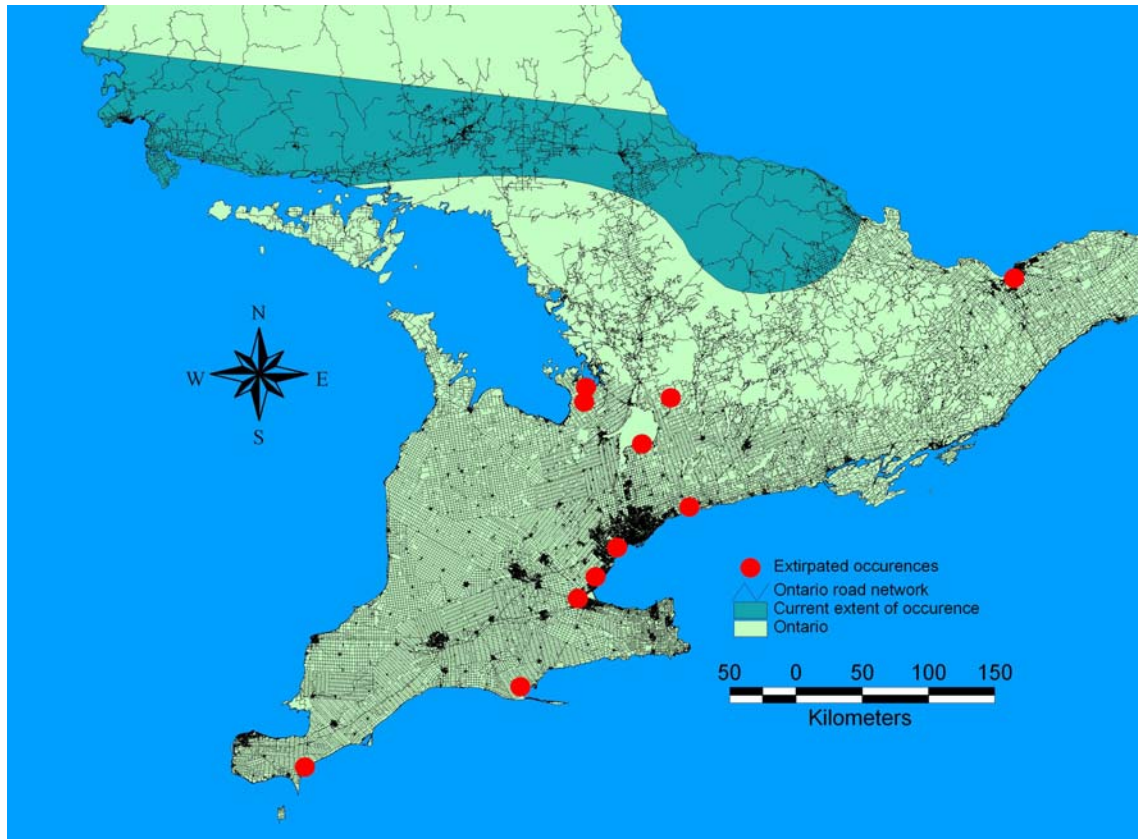 N
W E
S
Extirpated occurences
Ontario road network
Current extent of occurence
Ontario
50 0 50 100 150
Kilometers